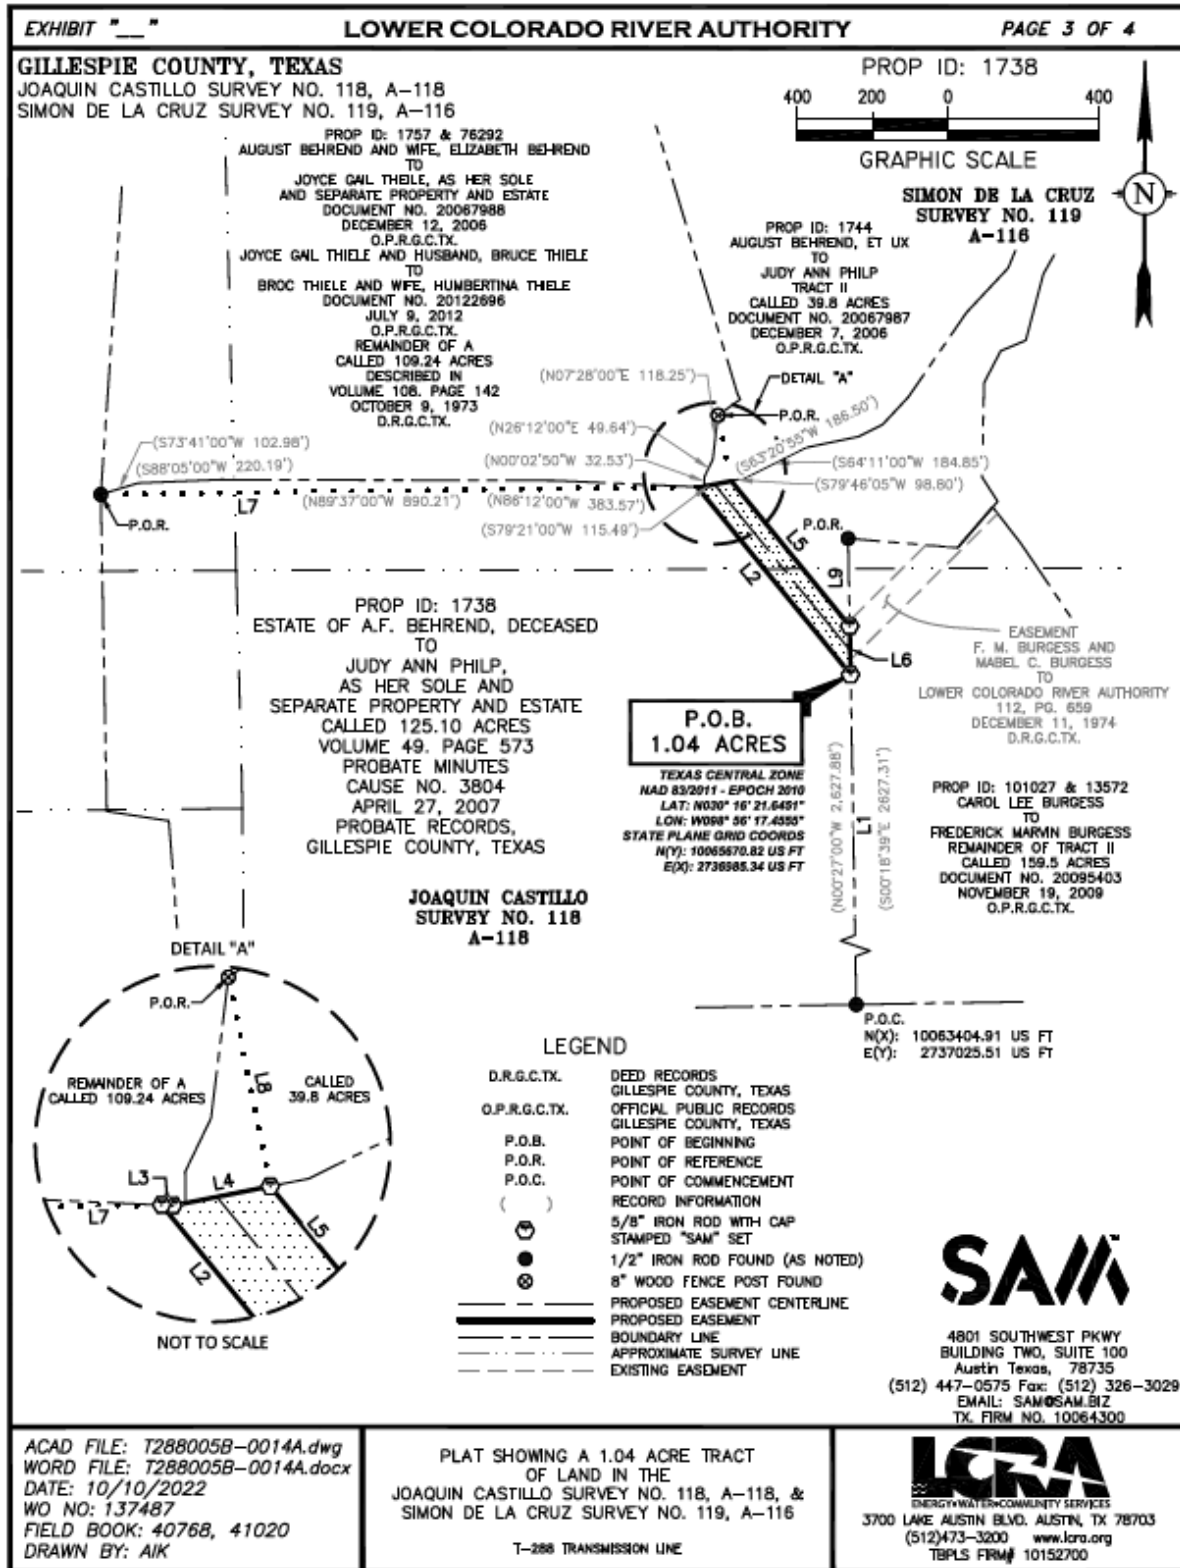 EXHIBIT "__"
LOWER COLORADO RIVER AUTHORITY
PAGE 3 OF 4
GILLESPIE COUNTY, TEXAS
JOAQUIN CASTILLO SURVEY NO. 118, A-118
SIMON DE LA CRUZ SURVEY NO. 119, A-116
PROP ID: 1738
400 200 0 400
GRAPHIC SCALE
N
SIMON DE LA CRUZ
SURVEY NO. 119
A-116
PROP ID: 1757 & 76292
AUGUST BEHREND AND WIFE, ELIZABETH BEHREND
TO
JOYCE GAIL THEILE, AS HER SOLE
AND SEPARATE PROPERTY AND ESTATE
DOCUMENT NO. 20067988
DECEMBER 12, 2006
O.P.R.G.C.TX.
JOYCE GAIL THIELE AND HUSBAND, BRUCE THIELE
TO
BROC THIELE AND WIFE, HUMBERTINA THIELE
DOCUMENT NO. 20122696
JULY 9, 2012
O.P.R.G.C.TX.
REMAINDER OF A
CALLED 109.24 ACRES
DESCRIBED IN
VOLUME 108. PAGE 142
OCTOBER 9, 1973
D.R.G.C.TX.
PROP ID: 1744
AUGUST BEHREND, ET UX
TO
JUDY ANN PHILP
TRACT II
CALLED 39.8 ACRES
DOCUMENT NO. 20067987
DECEMBER 7, 2006
O.P.R.G.C.TX.
(N07°28'00"E 118.25')
DETAIL "A"
P.O.R.
(N26°12'00"E 49.64')
(S63°20'55"W 186.50')
(S73°41'00"W 102.98')
(N00°02'50"W 32.53')
(S64°11'00"W 184.85')
(S88°05'00"W 220.19')
(S79°46'05"W 98.60')
(N89°37'00"W 890.21')
(N86°12'00"W 383.57')
L7
P.O.R.
(S79°21'00"W 115.49')
P.O.R.
L5
L2
L9
L6
PROP ID: 1738
ESTATE OF A.F. BEHREND, DECEASED
TO
JUDY ANN PHILP,
AS HER SOLE AND
SEPARATE PROPERTY AND ESTATE
CALLED 125.10 ACRES
VOLUME 49. PAGE 573
PROBATE MINUTES
CAUSE NO. 3804
APRIL 27, 2007
PROBATE RECORDS,
GILLESPIE COUNTY, TEXAS
EASEMENT
F. M. BURGESS AND
MABEL C. BURGESS
TO
LOWER COLORADO RIVER AUTHORITY
112, PG. 659
DECEMBER 11, 1974
D.R.G.C.TX.
P.O.B.
1.04 ACRES
TEXAS CENTRAL ZONE
NAD 83/2011 - EPOCH 2010
LAT: N030° 16' 21.6491"
LON: W098° 56' 17.4555"
STATE PLANE GRID COORDS
N(Y): 10065670.82 US FT
E(X): 2736985.34 US FT
(N00°27'00"W 2,627.88')
L1
(S00°18'39"E 2627.31')
PROP ID: 101027 & 13572
CAROL LEE BURGESS
TO
FREDERICK MARVIN BURGESS
REMAINDER OF TRACT II
CALLED 159.5 ACRES
DOCUMENT NO. 20095403
NOVEMBER 19, 2009
O.P.R.G.C.TX.
JOAQUIN CASTILLO
SURVEY NO. 118
A-118
P.O.C.
N(X): 10063404.91 US FT
E(Y): 2737025.51 US FT
DETAIL "A"
P.O.R.
REMAINDER OF A
CALLED 109.24 ACRES
L8
CALLED
39.8 ACRES
L3
L4
L7
L5
L2
NOT TO SCALE
LEGEND
D.R.G.C.TX. DEED RECORDS
GILLESPIE COUNTY, TEXAS
O.P.R.G.C.TX. OFFICIAL PUBLIC RECORDS
GILLESPIE COUNTY, TEXAS
P.O.B. POINT OF BEGINNING
P.O.R. POINT OF REFERENCE
P.O.C. POINT OF COMMENCEMENT
( ) RECORD INFORMATION
5/8" IRON ROD WITH CAP
STAMPED "SAM" SET
1/2" IRON ROD FOUND (AS NOTED)
8" WOOD FENCE POST FOUND
PROPOSED EASEMENT CENTERLINE
PROPOSED EASEMENT
BOUNDARY LINE
APPROXIMATE SURVEY LINE
EXISTING EASEMENT
SAM
4801 SOUTHWEST PKWY
BUILDING TWO, SUITE 100
Austin Texas, 78735
(512) 447-0575 Fax: (512) 326-3029
EMAIL: SAM@SAM.BIZ
TX. FIRM NO. 10064300
ACAD FILE: T288005B-0014A.dwg
WORD FILE: T288005B-0014A.docx
DATE: 10/10/2022
WO NO: 137487
FIELD BOOK: 40768, 41020
DRAWN BY: AIK
PLAT SHOWING A 1.04 ACRE TRACT
OF LAND IN THE
JOAQUIN CASTILLO SURVEY NO. 118, A-118, &
SIMON DE LA CRUZ SURVEY NO. 119, A-116
T-288 TRANSMISSION LINE
LCRA
ENERGY•WATER•COMMUNITY SERVICES
3700 LAKE AUSTIN BLVD. AUSTIN, TX 78703
(512)473-3200 www.lcra.org
TBPLS FIRM# 10152700